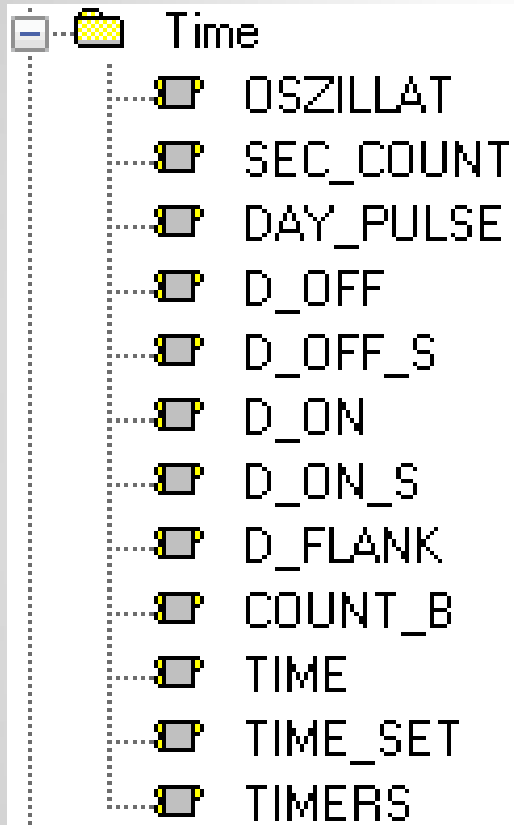 Time
OSZILLAT
SEC_COUNT
DAY_PULSE
D_OFF
D_OFF_S
D_ON
D_ON_S
D_FLANK
COUNT_B
TIME
TIME_SET
TIMERS